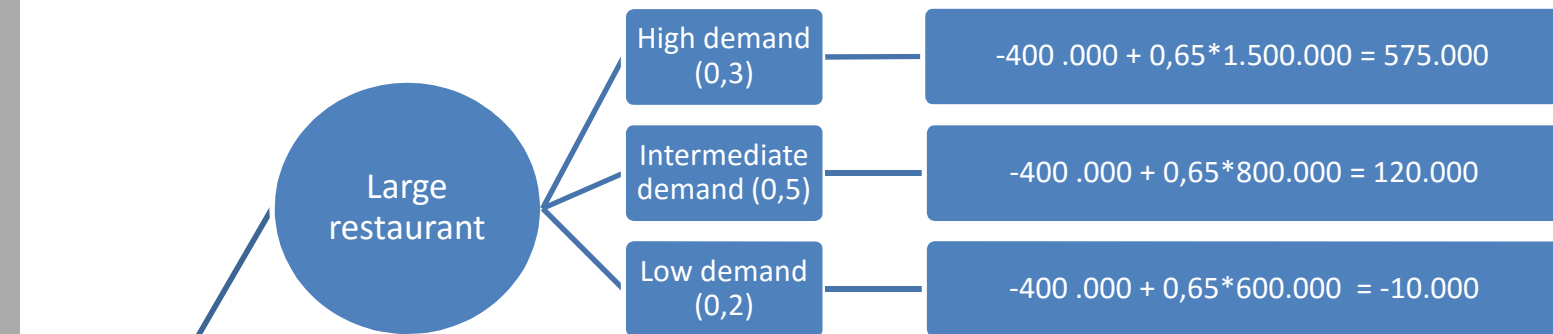 Large
restaurant
High demand
(0,3)
-400 .000 + 0,65*1.500.000 = 575.000
Intermediate
demand (0,5)
-400 .000 + 0,65*800.000 = 120.000
Low demand
(0,2)
-400 .000 + 0,65*600.000  = -10.000